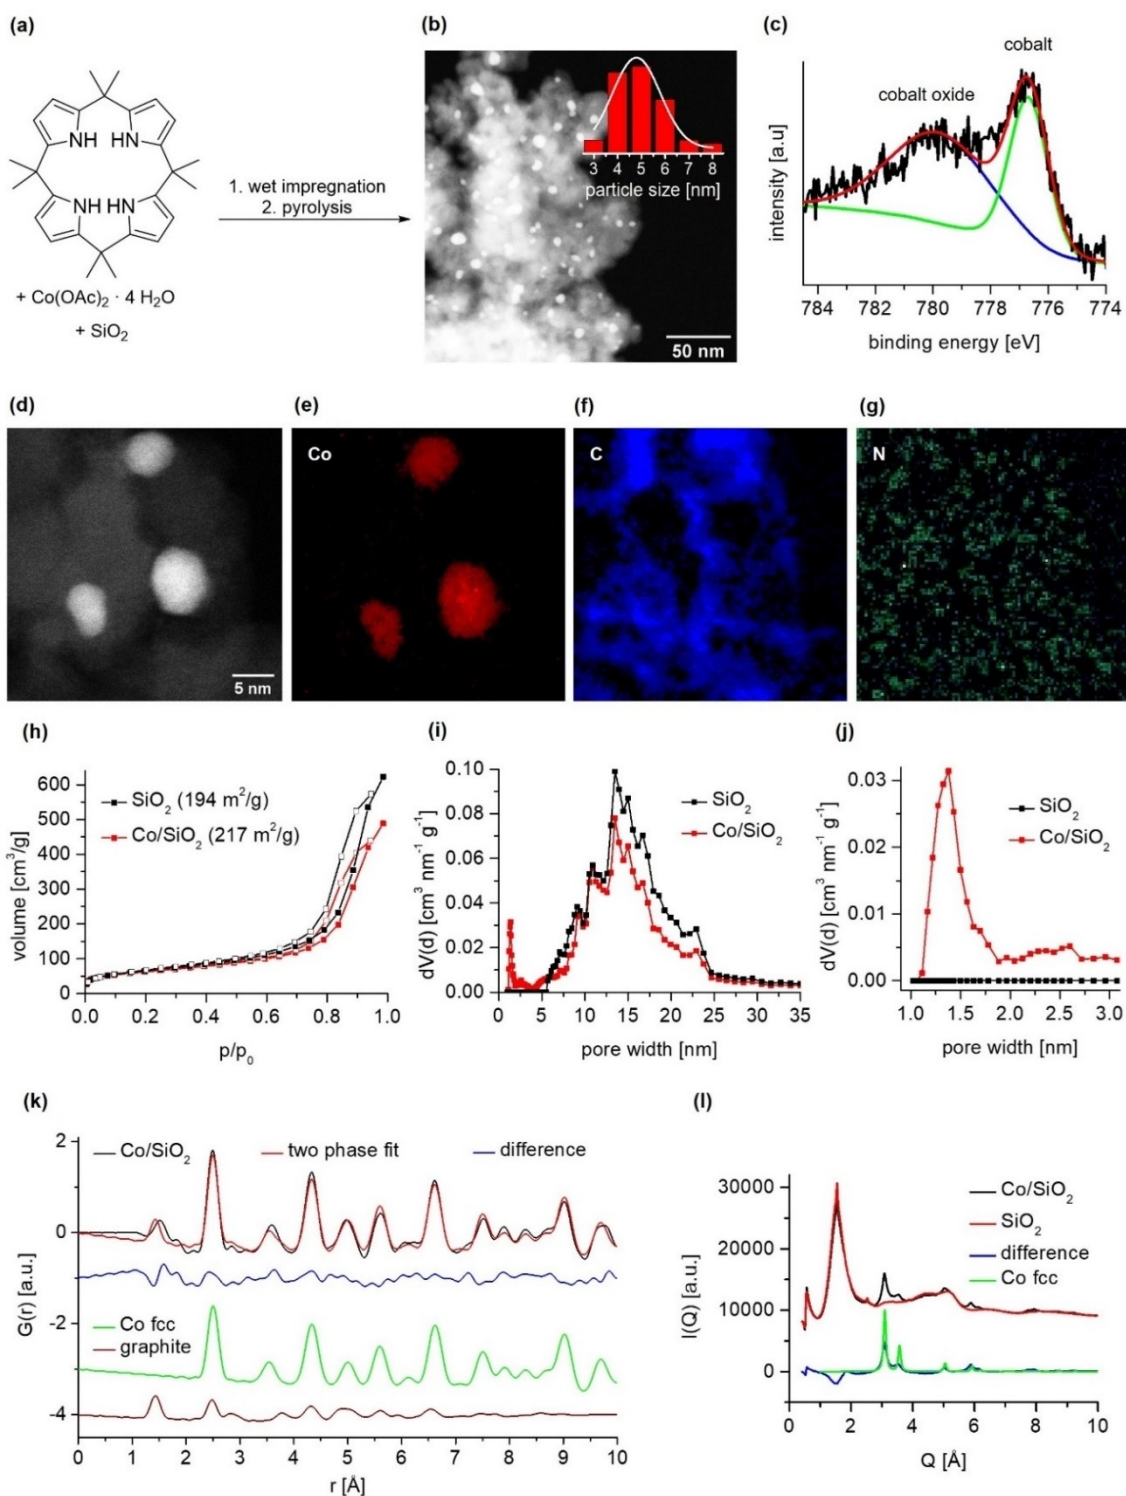 (a)
NH HN
NH HN
+ Co(OAc)₂ · 4 H₂O
+ SiO₂
1. wet impregnation
2. pyrolysis
(b)
3 4 5 6 7 8
particle size [nm]
50 nm
(c)
cobalt
cobalt oxide
intensity [a.u]
784 782 780 778 776 774
binding energy [eV]
(d)
5 nm
(e)
Co
(f)
C
(g)
N
(h)
SiO₂ (194 m²/g)
Co/SiO₂ (217 m²/g)
volume [cm³/g]
600
500
400
300
200
100
0
0.0 0.2 0.4 0.6 0.8 1.0
p/p₀
(i)
SiO₂
Co/SiO₂
dV(d) [cm³ nm⁻¹ g⁻¹]
0.10
0.08
0.06
0.04
0.02
0.00
0 5 10 15 20 25 30 35
pore width [nm]
(j)
SiO₂
Co/SiO₂
dV(d) [cm³ nm⁻¹ g⁻¹]
0.03
0.02
0.01
0.00
1.0 1.5 2.0 2.5 3.0
pore width [nm]
(k)
Co/SiO₂ two phase fit difference
Co fcc
graphite
G(r) [a.u.]
2
0
-2
-4
0 1 2 3 4 5 6 7 8 9 10
r [Å]
(l)
Co/SiO₂
SiO₂
difference
Co fcc
I(Q) [a.u.]
30000
20000
10000
0
0 2 4 6 8 10
Q [Å]